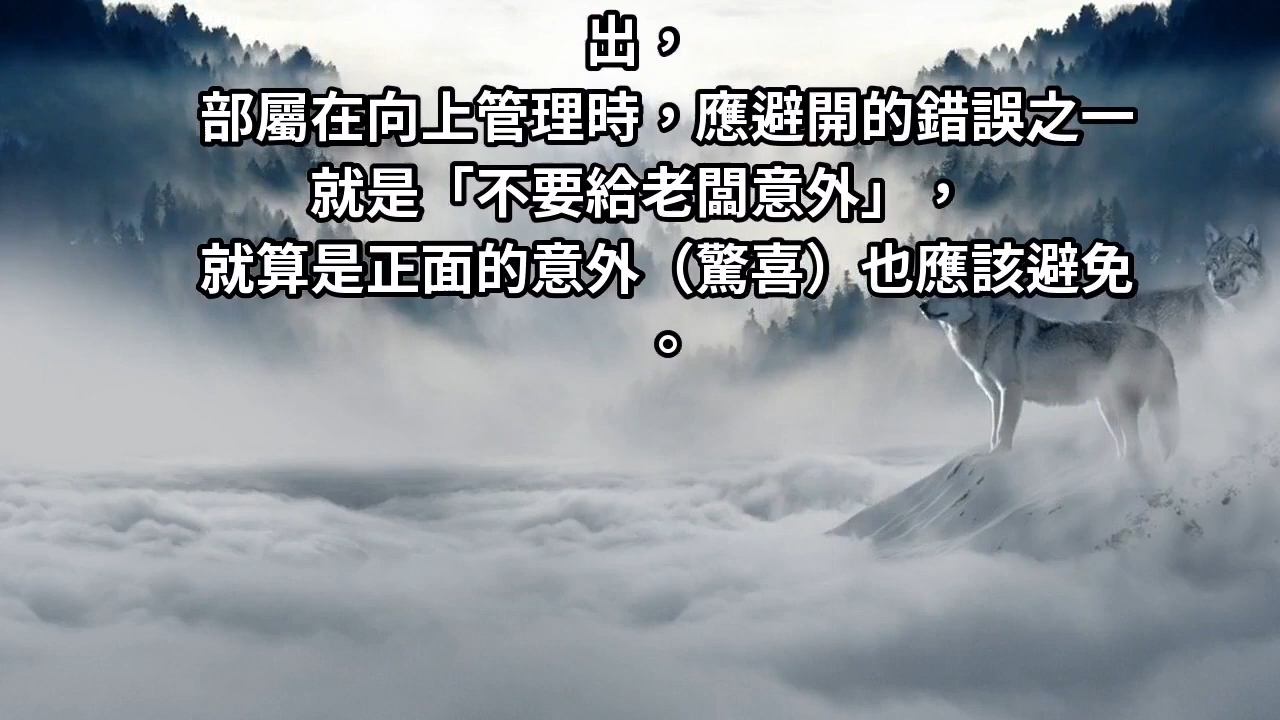 出，
部屬在向上管理時，應避開的錯誤之一
就是「不要給老闆意外」，
就算是正面的意外（驚喜）也應該避免
。